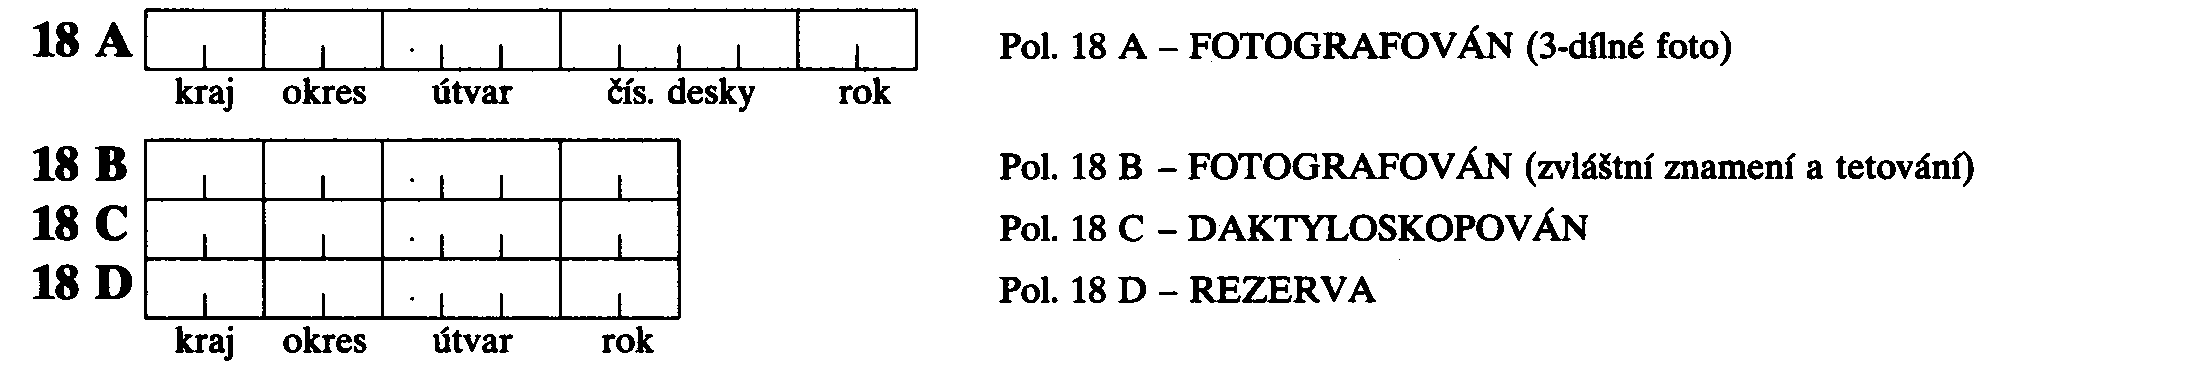 18 A Pol. 18 A – FOTOGRAFOVÁN (3-dílné foto)
kraj okres útvar čís. desky rok
18 B Pol. 18 B – FOTOGRAFOVÁN (zvláštní znamení a tetování)
18 C Pol. 18 C – DAKTYLOSKOPOVÁN
18 D Pol. 18 D – REZERVA
kraj okres útvar rok